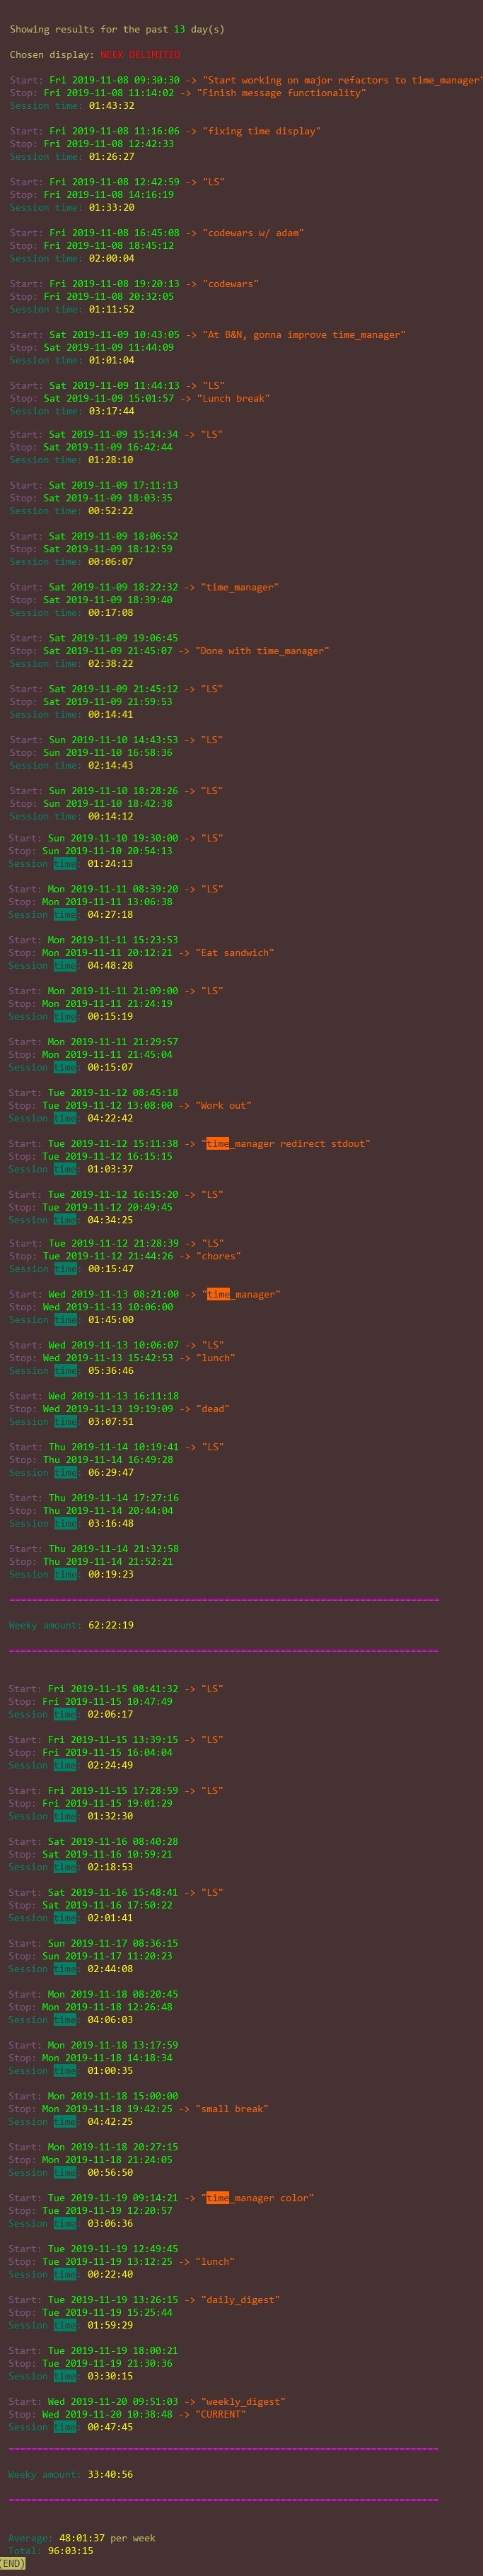 Showing results for the past 13 day(s)
Chosen display: WEEK DELIMITED
Start: Fri 2019-11-08 09:30:30 -> "Start working on major refactors to time_manager"
Stop: Fri 2019-11-08 11:14:02 -> "Finish message functionality"
Session time: 01:43:32
Start: Fri 2019-11-08 11:16:06 -> "fixing time display"
Stop: Fri 2019-11-08 12:42:33
Session time: 01:26:27
Start: Fri 2019-11-08 12:42:59 -> "LS"
Stop: Fri 2019-11-08 14:16:19
Session time: 01:33:20
Start: Fri 2019-11-08 16:45:08 -> "codewars w/ adam"
Stop: Fri 2019-11-08 18:45:12
Session time: 02:00:04
Start: Fri 2019-11-08 19:20:13 -> "codewars"
Stop: Fri 2019-11-08 20:32:05
Session time: 01:11:52
Start: Sat 2019-11-09 10:43:05 -> "At B&N, gonna improve time_manager"
Stop: Sat 2019-11-09 11:44:09
Session time: 01:01:04
Start: Sat 2019-11-09 11:44:13 -> "LS"
Stop: Sat 2019-11-09 15:01:57 -> "Lunch break"
Session time: 03:17:44
Start: Sat 2019-11-09 15:14:34 -> "LS"
Stop: Sat 2019-11-09 16:42:44
Session time: 01:28:10
Start: Sat 2019-11-09 17:11:13
Stop: Sat 2019-11-09 18:03:35
Session time: 00:52:22
Start: Sat 2019-11-09 18:06:52
Stop: Sat 2019-11-09 18:12:59
Session time: 00:06:07
Start: Sat 2019-11-09 18:22:32 -> "time_manager"
Stop: Sat 2019-11-09 18:39:40
Session time: 00:17:08
Start: Sat 2019-11-09 19:06:45
Stop: Sat 2019-11-09 21:45:07 -> "Done with time_manager"
Session time: 02:38:22
Start: Sat 2019-11-09 21:45:12 -> "LS"
Stop: Sat 2019-11-09 21:59:53
Session time: 00:14:41
Start: Sun 2019-11-10 14:43:53 -> "LS"
Stop: Sun 2019-11-10 16:58:36
Session time: 02:14:43
Start: Sun 2019-11-10 18:28:26 -> "LS"
Stop: Sun 2019-11-10 18:42:38
Session time: 00:14:12
Start: Sun 2019-11-10 19:30:00 -> "LS"
Stop: Sun 2019-11-10 20:54:13
Session time: 01:24:13
Start: Mon 2019-11-11 08:39:20 -> "LS"
Stop: Mon 2019-11-11 13:06:38
Session time: 04:27:18
Start: Mon 2019-11-11 15:23:53
Stop: Mon 2019-11-11 20:12:21 -> "Eat sandwich"
Session time: 04:48:28
Start: Mon 2019-11-11 21:09:00 -> "LS"
Stop: Mon 2019-11-11 21:24:19
Session time: 00:15:19
Start: Mon 2019-11-11 21:29:57
Stop: Mon 2019-11-11 21:45:04
Session time: 00:15:07
Start: Tue 2019-11-12 08:45:18
Stop: Tue 2019-11-12 13:08:00 -> "Work out"
Session time: 04:22:42
Start: Tue 2019-11-12 15:11:38 -> "time_manager redirect stdout"
Stop: Tue 2019-11-12 16:15:15
Session time: 01:03:37
Start: Tue 2019-11-12 16:15:20 -> "LS"
Stop: Tue 2019-11-12 20:49:45
Session time: 04:34:25
Start: Tue 2019-11-12 21:28:39 -> "LS"
Stop: Tue 2019-11-12 21:44:26 -> "chores"
Session time: 00:15:47
Start: Wed 2019-11-13 08:21:00 -> "time_manager"
Stop: Wed 2019-11-13 10:06:00
Session time: 01:45:00
Start: Wed 2019-11-13 10:06:07 -> "LS"
Stop: Wed 2019-11-13 15:42:53 -> "lunch"
Session time: 05:36:46
Start: Wed 2019-11-13 16:11:18
Stop: Wed 2019-11-13 19:19:09 -> "dead"
Session time: 03:07:51
Start: Thu 2019-11-14 10:19:41 -> "LS"
Stop: Thu 2019-11-14 16:49:28
Session time: 06:29:47
Start: Thu 2019-11-14 17:27:16
Stop: Thu 2019-11-14 20:44:04
Session time: 03:16:48
Start: Thu 2019-11-14 21:32:58
Stop: Thu 2019-11-14 21:52:21
Session time: 00:19:23
============================================================================
Weeky amount: 62:22:19
============================================================================
Start: Fri 2019-11-15 08:41:32 -> "LS"
Stop: Fri 2019-11-15 10:47:49
Session time: 02:06:17
Start: Fri 2019-11-15 13:39:15 -> "LS"
Stop: Fri 2019-11-15 16:04:04
Session time: 02:24:49
Start: Fri 2019-11-15 17:28:59 -> "LS"
Stop: Fri 2019-11-15 19:01:29
Session time: 01:32:30
Start: Sat 2019-11-16 08:40:28
Stop: Sat 2019-11-16 10:59:21
Session time: 02:18:53
Start: Sat 2019-11-16 15:48:41 -> "LS"
Stop: Sat 2019-11-16 17:50:22
Session time: 02:01:41
Start: Sun 2019-11-17 08:36:15
Stop: Sun 2019-11-17 11:20:23
Session time: 02:44:08
Start: Mon 2019-11-18 08:20:45
Stop: Mon 2019-11-18 12:26:48
Session time: 04:06:03
Start: Mon 2019-11-18 13:17:59
Stop: Mon 2019-11-18 14:18:34
Session time: 01:00:35
Start: Mon 2019-11-18 15:00:00
Stop: Mon 2019-11-18 19:42:25 -> "small break"
Session time: 04:42:25
Start: Mon 2019-11-18 20:27:15
Stop: Mon 2019-11-18 21:24:05
Session time: 00:56:50
Start: Tue 2019-11-19 09:14:21 -> "time_manager color"
Stop: Tue 2019-11-19 12:20:57
Session time: 03:06:36
Start: Tue 2019-11-19 12:49:45
Stop: Tue 2019-11-19 13:12:25 -> "lunch"
Session time: 00:22:40
Start: Tue 2019-11-19 13:26:15 -> "daily_digest"
Stop: Tue 2019-11-19 15:25:44
Session time: 01:59:29
Start: Tue 2019-11-19 18:00:21
Stop: Tue 2019-11-19 21:30:36
Session time: 03:30:15
Start: Wed 2019-11-20 09:51:03 -> "weekly_digest"
Stop: Wed 2019-11-20 10:38:48 -> "CURRENT"
Session time: 00:47:45
============================================================================
Weeky amount: 33:40:56
============================================================================
Average: 48:01:37 per week
Total: 96:03:15
(END)